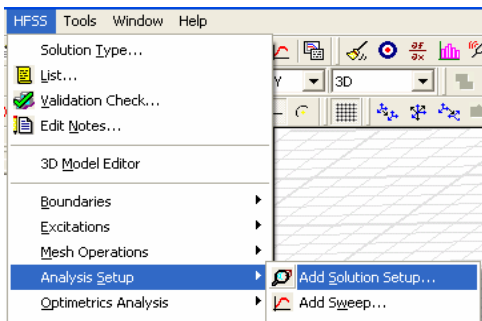 HFSS Tools Window Help
Solution Type...
List...
Validation Check...
Edit Notes...
3D Model Editor
Boundaries
Excitations
Mesh Operations
Analysis Setup
Optimetrics Analysis
Add Solution Setup...
Add Sweep...
Y
3D
∂f
∂x